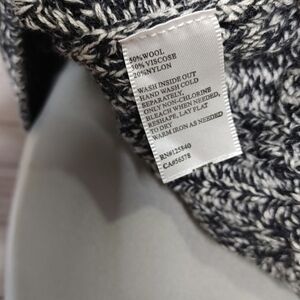 50%WOOL
30%VISCOSE
20%NYLON
WASH INSIDE OUT
HAND WASH COLD
SEPARATELY,
ONLY NON-CHLORINE
BLEACH WHEN NEEDED,
RESHAPE, LAY FLAT
TO DRY
WARM IRON AS NEEDED
RN#125840
CA#56578